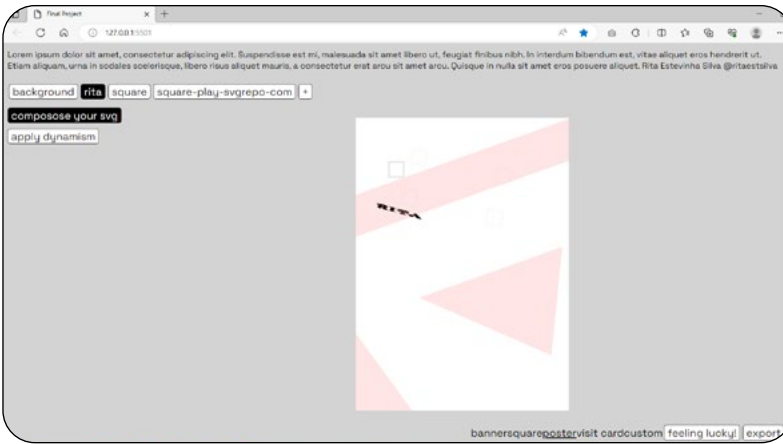 Final Project
127.0.0.1:5501
Lorem ipsum dolor sit amet, consectetur adipiscing elit. Suspendisse est mi, malesuada sit amet libero ut, feugiat finibus nibh. In interdum bibendum est, vitae aliquet eros hendrerit ut.
Etiam aliquam, urna in sodales scelerisque, libero risus aliquet mauris, a consectetur erat arcu sit amet arcu. Quisque in nulla sit amet eros posuere aliquet. Rita Estevinha Silva @ritaestsilva
background rita square square-play-svgrepo-com +
composose your svg
apply dynamism
RITA
bannersquarepostervisit cardcustom feeling lucky! export